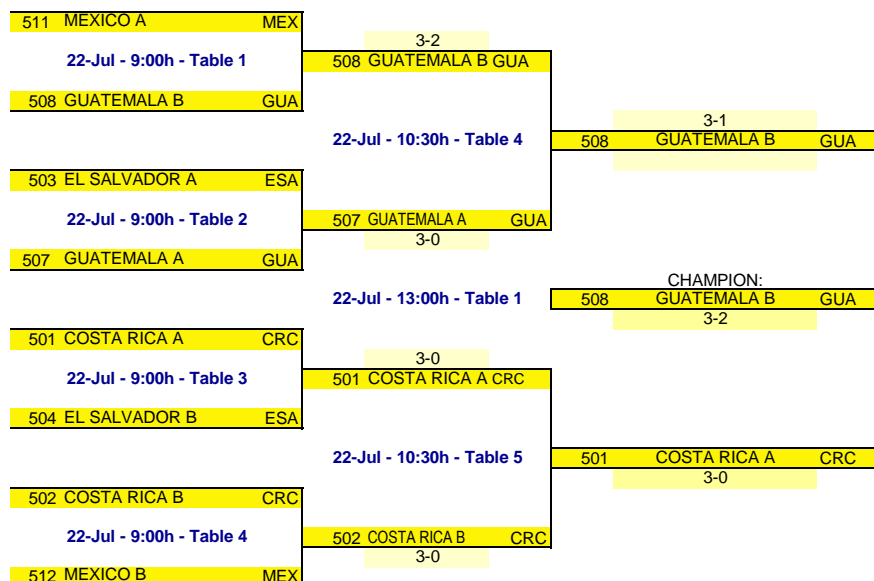 511 MEXICO A MEX
3-2
22-Jul - 9:00h - Table 1
508 GUATEMALA B GUA
508 GUATEMALA B GUA
3-1
22-Jul - 10:30h - Table 4
508 GUATEMALA B GUA
503 EL SALVADOR A ESA
22-Jul - 9:00h - Table 2
507 GUATEMALA A GUA
3-0
507 GUATEMALA A GUA
CHAMPION:
22-Jul - 13:00h - Table 1
508 GUATEMALA B GUA
3-2
501 COSTA RICA A CRC
3-0
22-Jul - 9:00h - Table 3
501 COSTA RICA A CRC
504 EL SALVADOR B ESA
22-Jul - 10:30h - Table 5
501 COSTA RICA A CRC
3-0
502 COSTA RICA B CRC
22-Jul - 9:00h - Table 4
502 COSTA RICA B CRC
3-0
512 MEXICO B MEX